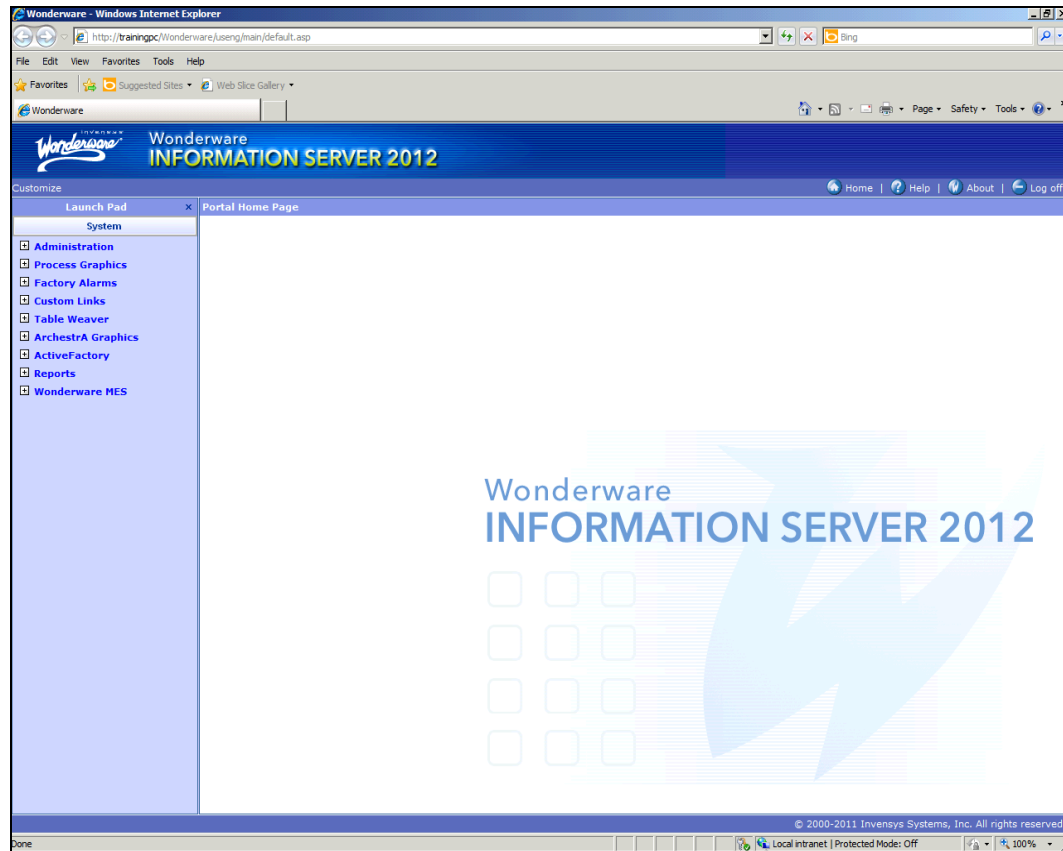 Wonderware - Windows Internet Explorer
http://trainingpc/Wonderware/useng/main/default.asp
Bing
File Edit View Favorites Tools Help
Favorites Suggested Sites Web Slice Gallery
Wonderware
Page Safety Tools
invensys
Wonderware
Wonderware
INFORMATION SERVER 2012
Customize
Home | Help | About | Log off
Launch Pad x
Portal Home Page
System
Administration
Process Graphics
Factory Alarms
Custom Links
Table Weaver
ArchestrA Graphics
ActiveFactory
Reports
Wonderware MES
Wonderware
INFORMATION SERVER 2012
© 2000-2011 Invensys Systems, Inc. All rights reserved
Done
Local intranet | Protected Mode: Off
100%